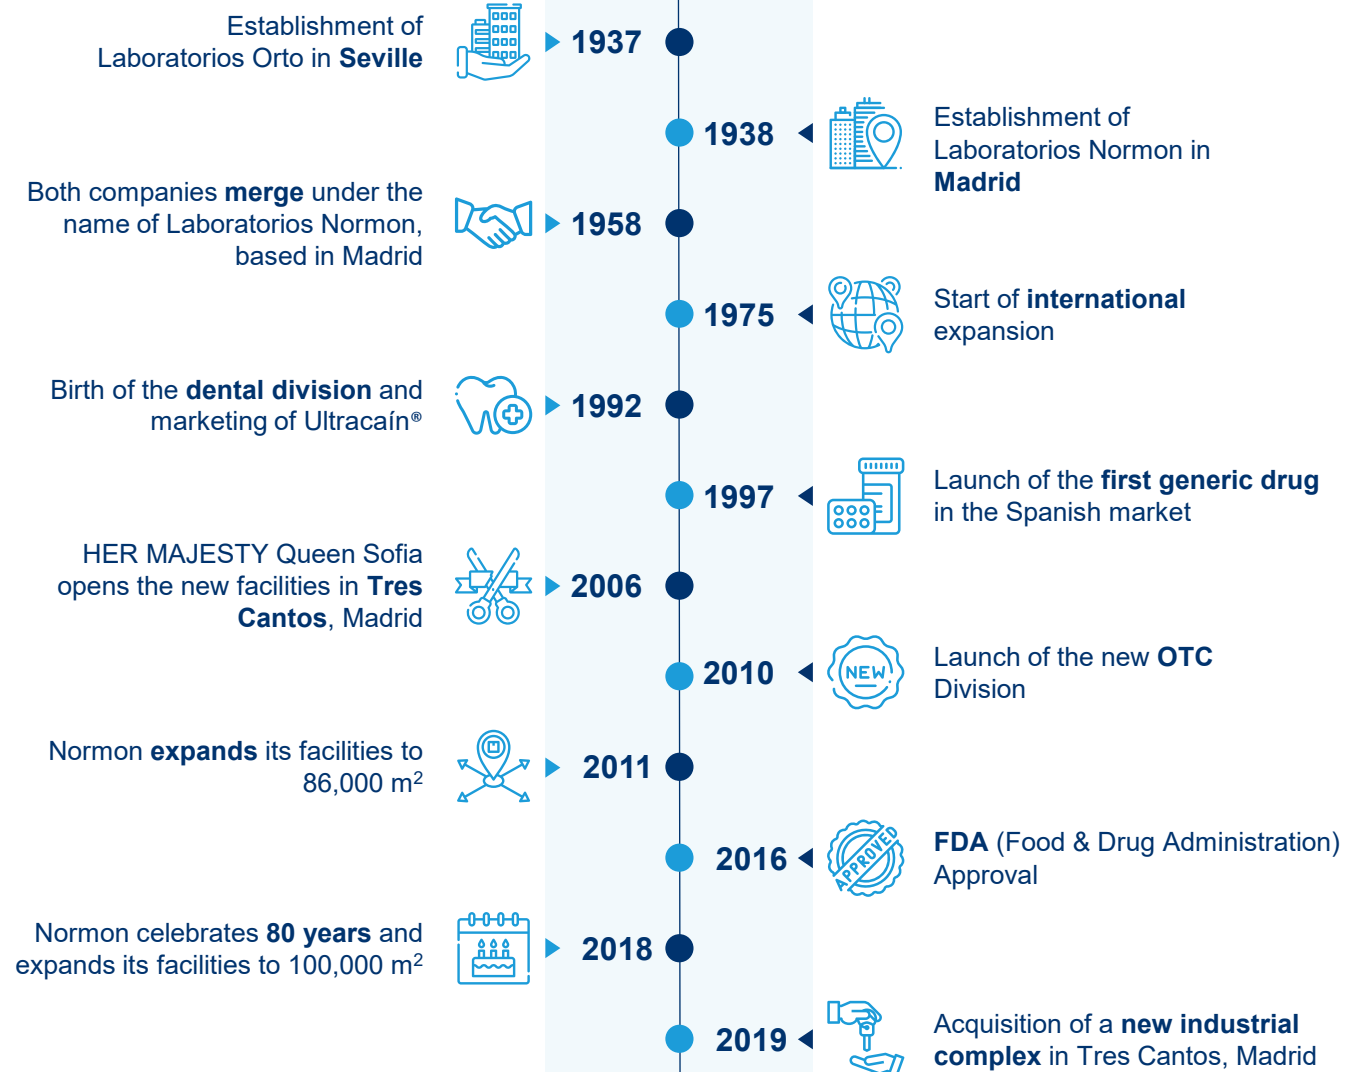 Establishment of
Laboratorios Orto in Seville
1937
1938
Establishment of
Laboratorios Normon in
Madrid
Both companies merge under the
name of Laboratorios Normon,
based in Madrid
1958
1975
Start of international
expansion
Birth of the dental division and
marketing of Ultracaín®
1992
1997
Launch of the first generic drug
in the Spanish market
HER MAJESTY Queen Sofia
opens the new facilities in Tres
Cantos, Madrid
2006
2010
NEW
Launch of the new OTC
Division
Normon expands its facilities to
86,000 m²
2011
2016
APPROVED
FDA (Food & Drug Administration)
Approval
Normon celebrates 80 years and
expands its facilities to 100,000 m²
2018
2019
Acquisition of a new industrial
complex in Tres Cantos, Madrid